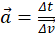 a⃗ = Δt / Δv⃗